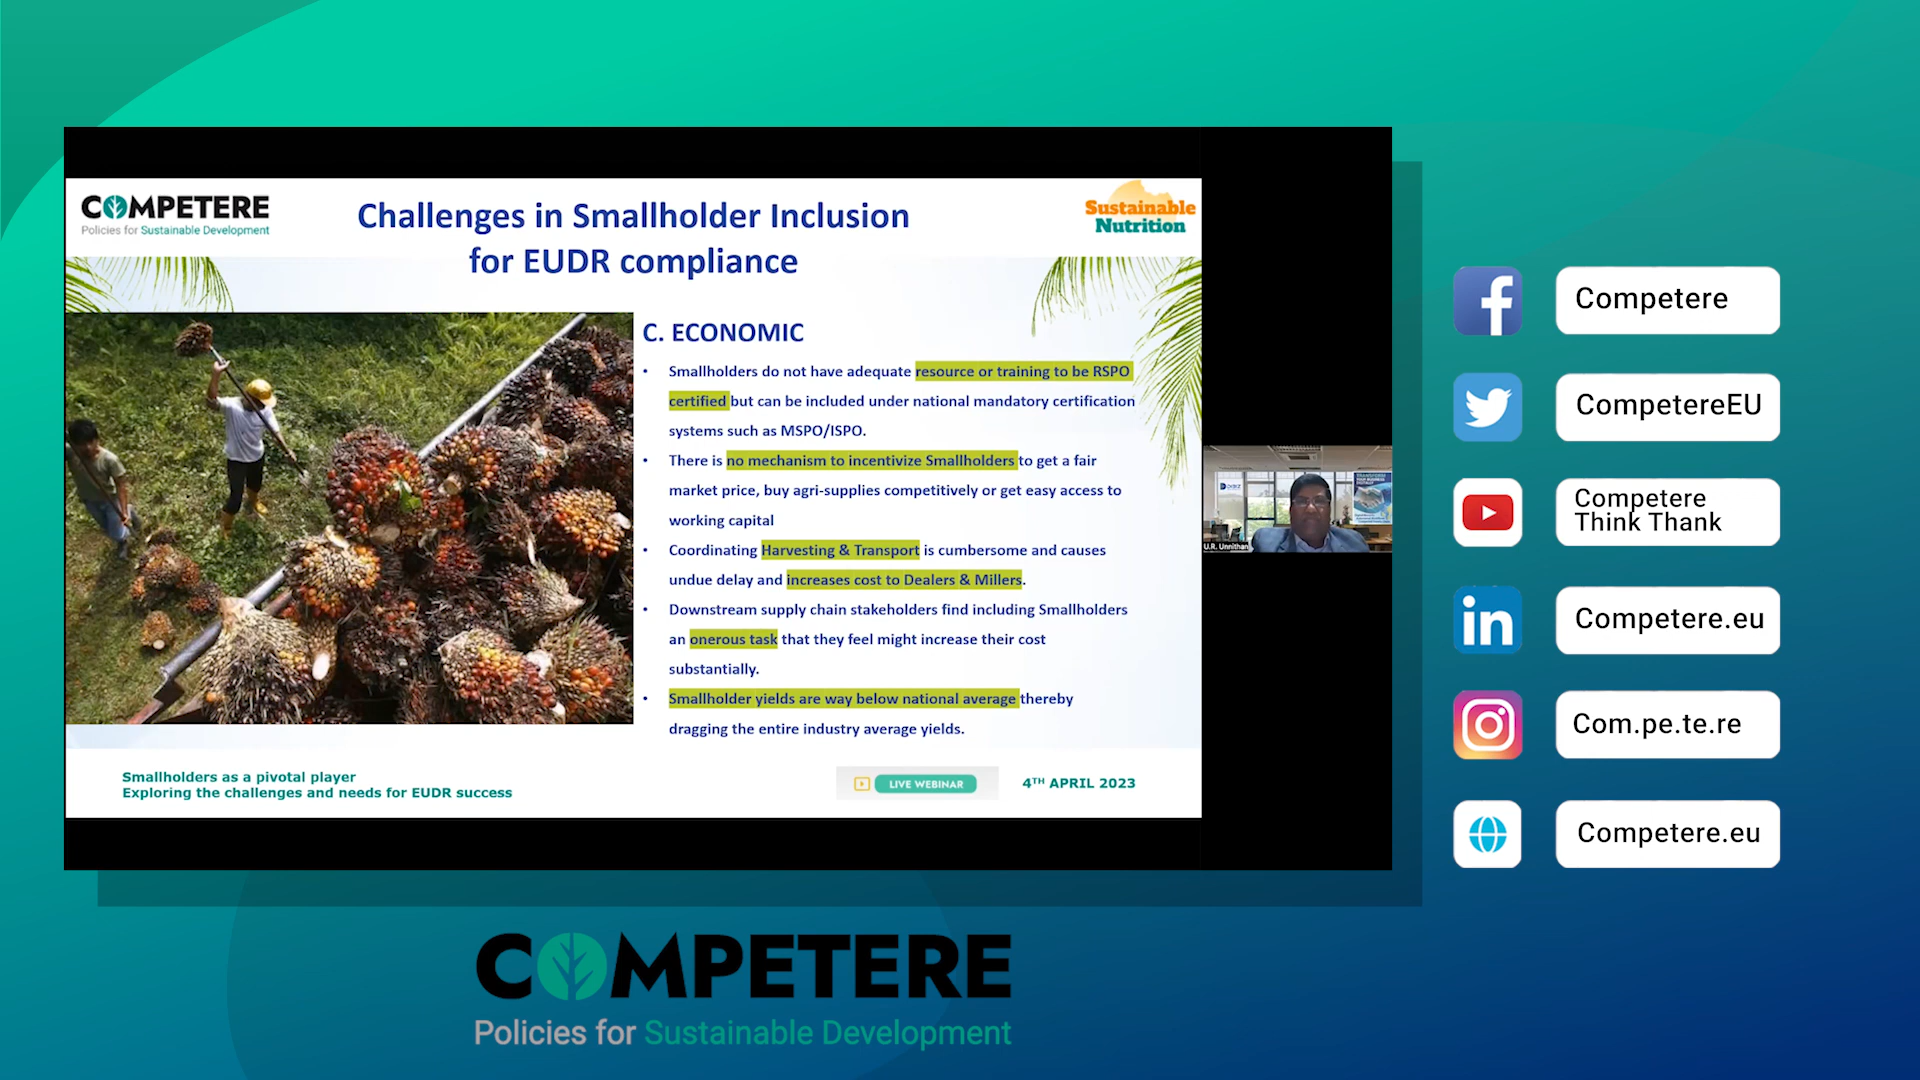 COMPETERE
Policies for Sustainable Development
Challenges in Smallholder Inclusion
for EUDR compliance
Sustainable
Nutrition
C. ECONOMIC
• Smallholders do not have adequate resource or training to be RSPO
certified but can be included under national mandatory certification
systems such as MSPO/ISPO.
• There is no mechanism to incentivize Smallholders to get a fair
market price, buy agri-supplies competitively or get easy access to
working capital
• Coordinating Harvesting & Transport is cumbersome and causes
undue delay and increases cost to Dealers & Millers.
• Downstream supply chain stakeholders find including Smallholders
an onerous task that they feel might increase their cost
substantially.
• Smallholder yields are way below national average thereby
dragging the entire industry average yields.
Smallholders as a pivotal player
Exploring the challenges and needs for EUDR success
LIVE WEBINAR
4TH APRIL 2023
U.R. Unnithan
Competere
CompetereEU
Competere
Think Thank
Competere.eu
Com.pe.te.re
Competere.eu
COMPETERE
Policies for Sustainable Development